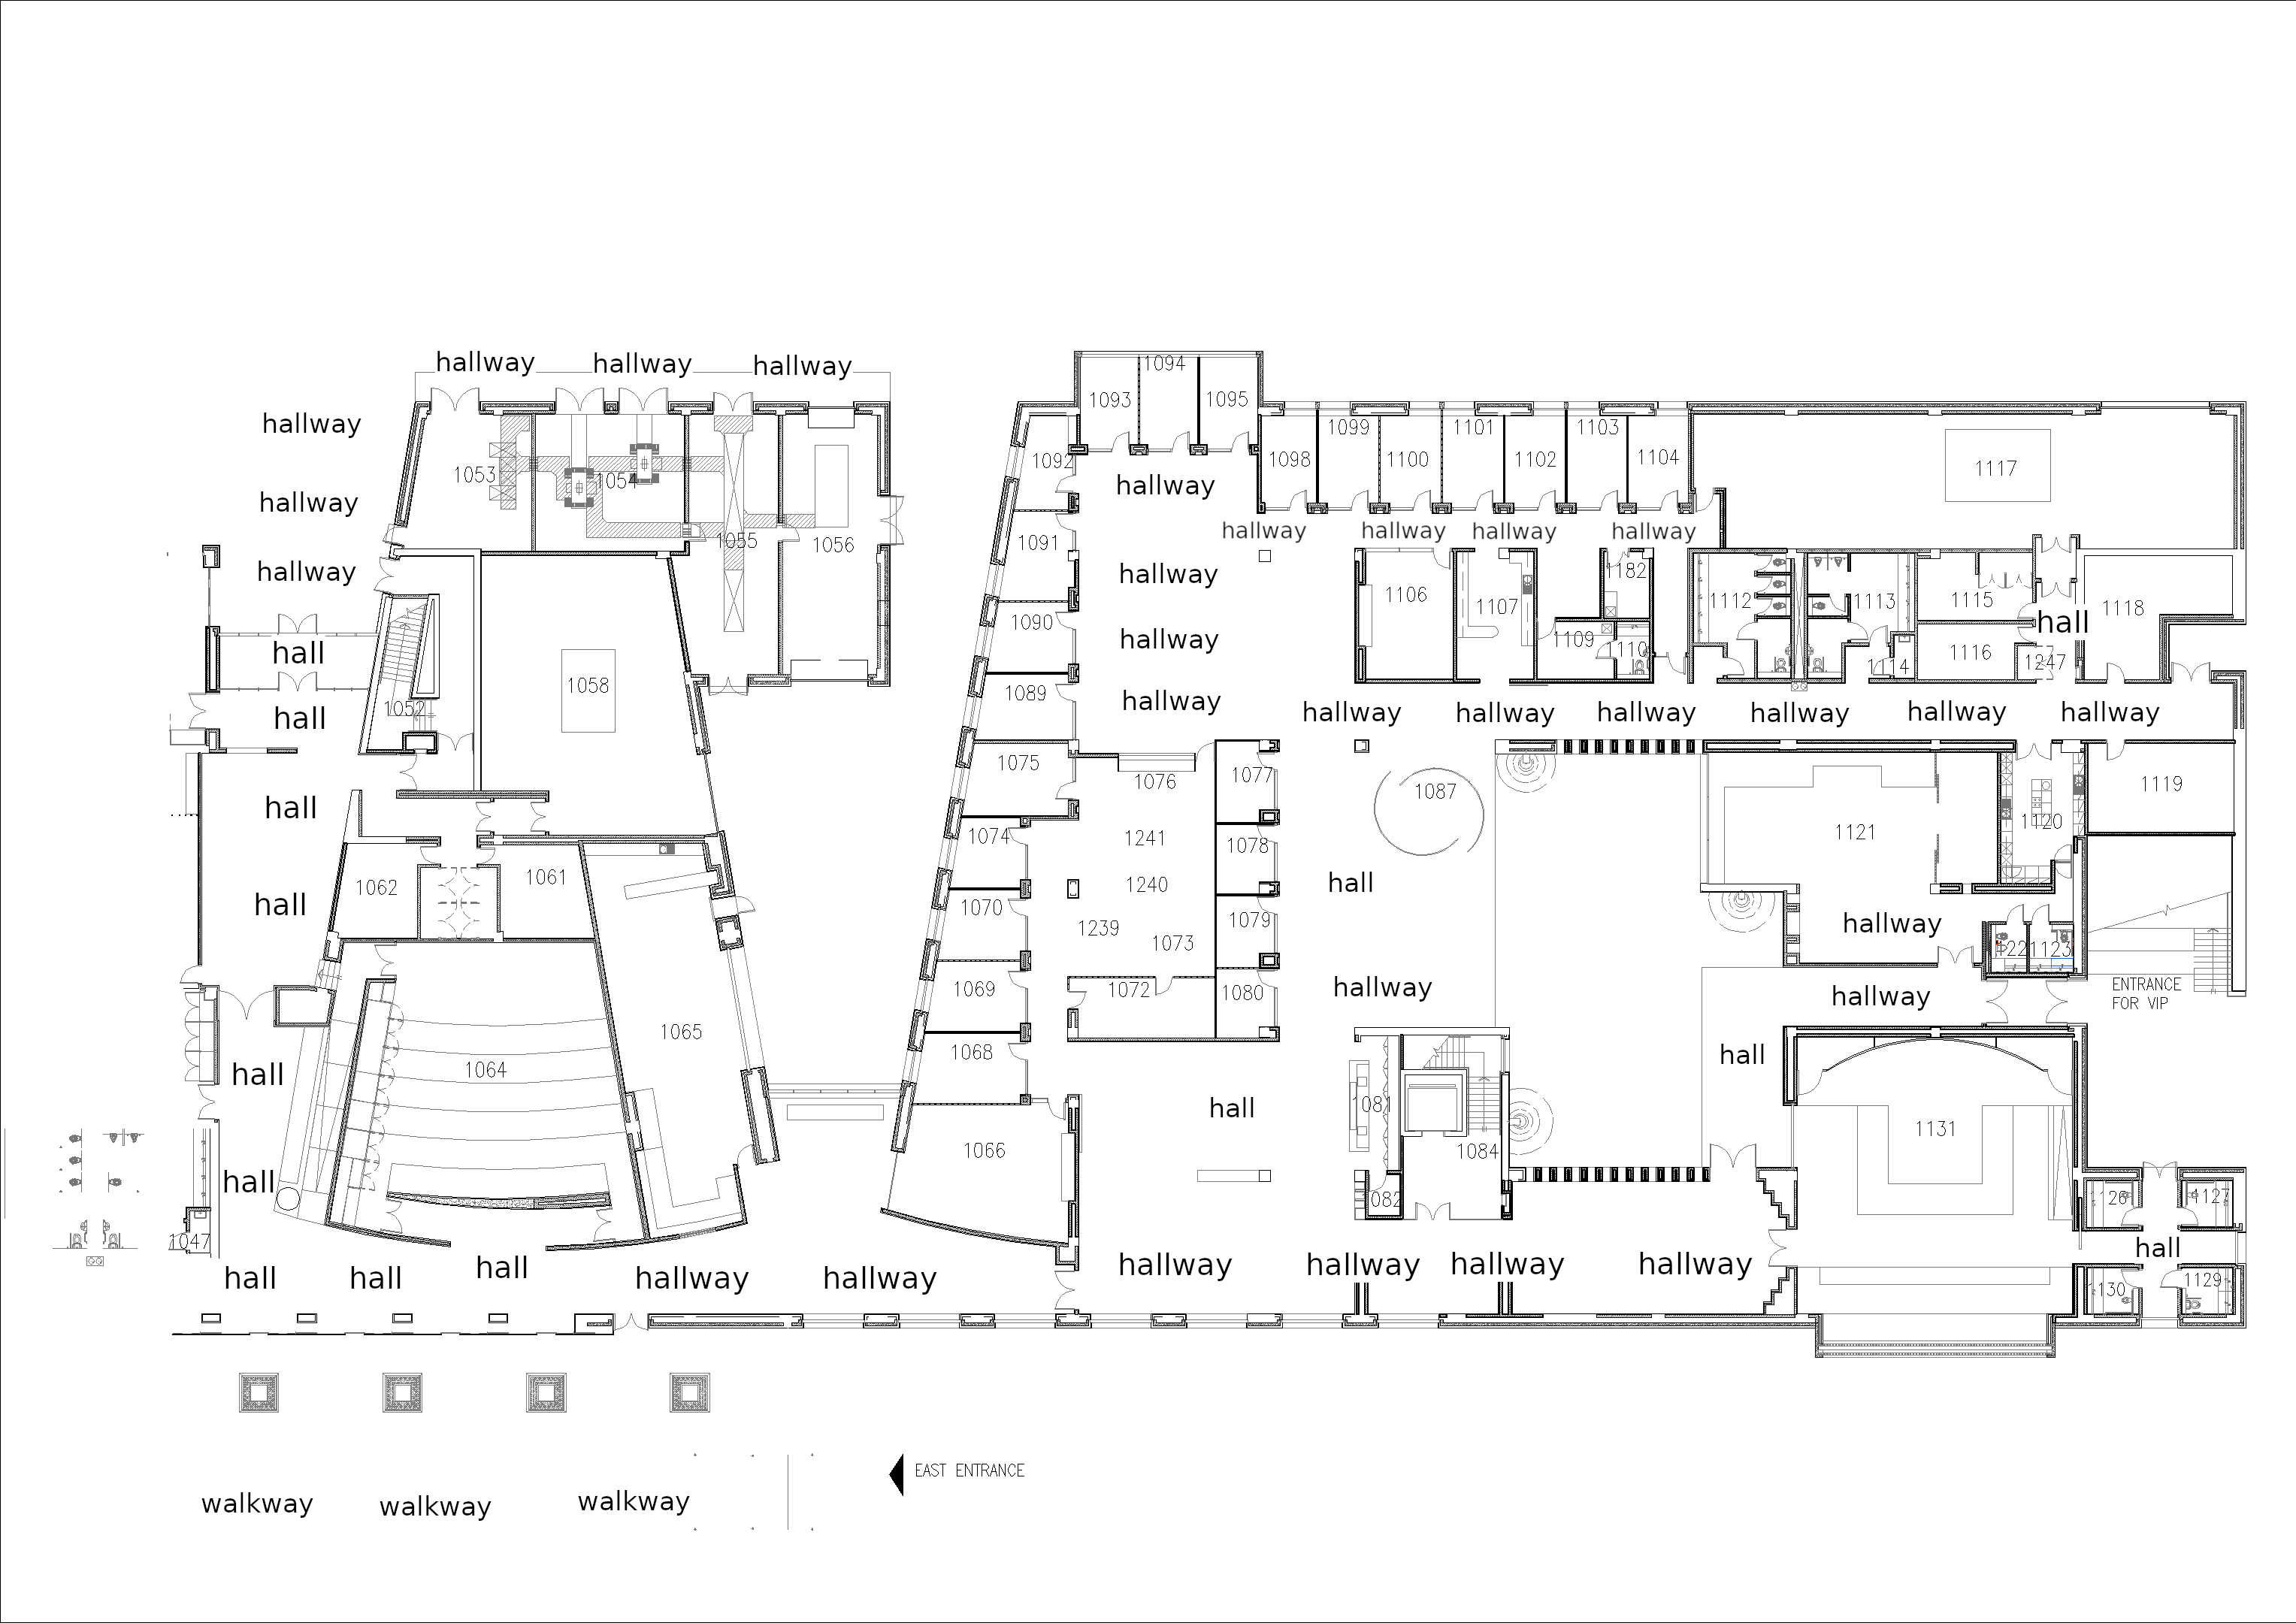 hallway hallway hallway
1094
1093 1095
hallway
1099 1101 1103
1092 1098 1100 1102 1104
1053 1054 1117
hallway
hallway
hallway hallway hallway hallway
1055 1056 1091
hallway
hallway
1106 1107 1182 1112 1113 1115 1118
1090 hallway 1109 1110 hall
hall 1116
1247
1114
1058 1089 hallway
1052
hall hallway hallway hallway hallway hallway hallway
1075 1076 1077 1087 1119
hall
1074 1241 1078 1121 1120
1062 1061 1240 hall
hall 1070 1239 1079 hallway
1073 1123
1069 1072 1080 hallway hallway
ENTRANCE
FOR VIP
1065
1068 hall
hall 1064
hall 1081
1131
1066 1084
hall 1082 1127
1047
hall
hall hall hall hallway hallway hallway hallway hallway hallway
1129
1130
EAST ENTRANCE
walkway walkway walkway